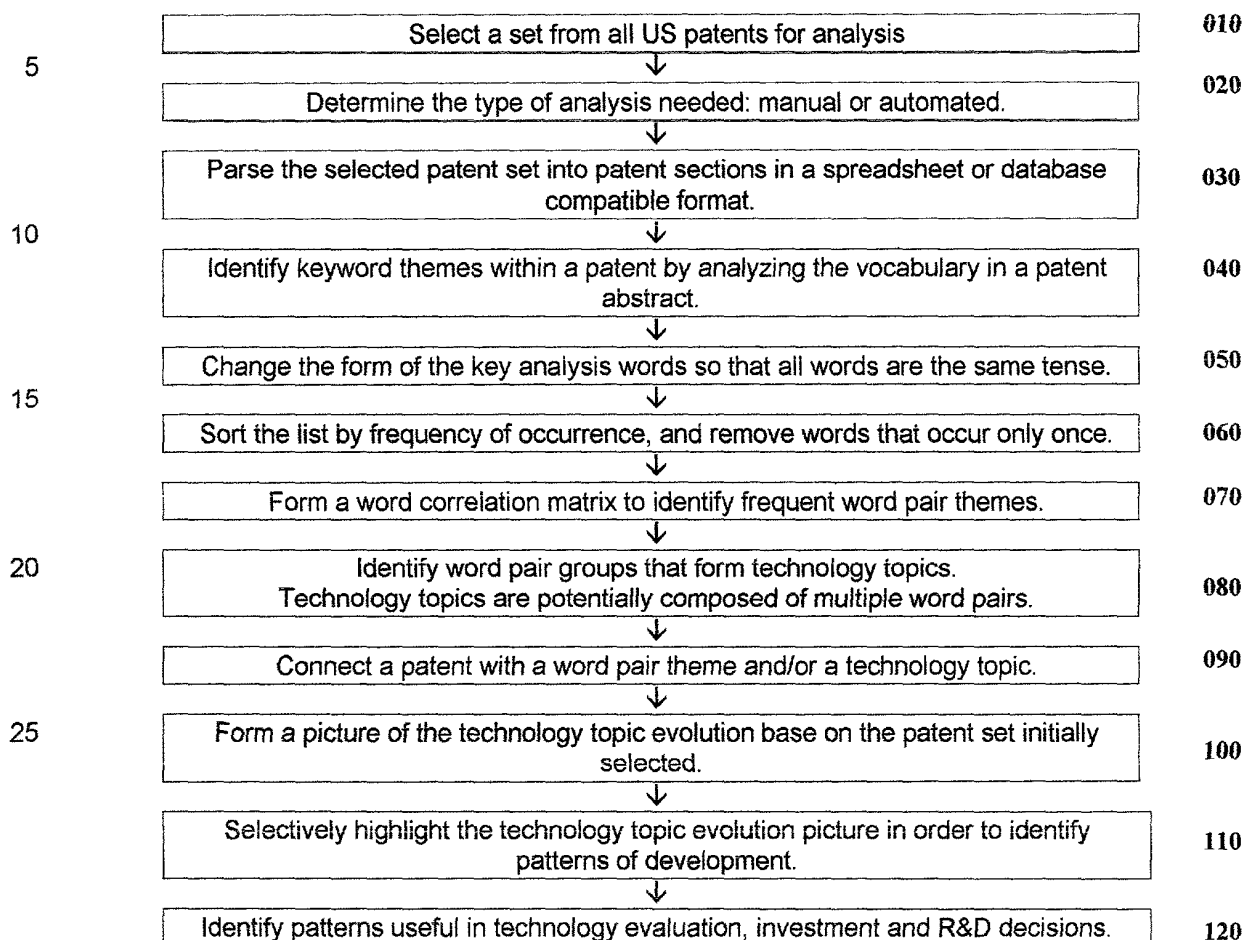 Select a set from all US patents for analysis 010
5
Determine the type of analysis needed: manual or automated. 020
Parse the selected patent set into patent sections in a spreadsheet or database
compatible format. 030
10
Identify keyword themes within a patent by analyzing the vocabulary in a patent 040
abstract.
Change the form of the key analysis words so that all words are the same tense. 050
15
Sort the list by frequency of occurrence, and remove words that occur only once. 060
Form a word correlation matrix to identify frequent word pair themes. 070
20
Identify word pair groups that form technology topics.
Technology topics are potentially composed of multiple word pairs. 080
Connect a patent with a word pair theme and/or a technology topic. 090
25
Form a picture of the technology topic evolution base on the patent set initially
selected. 100
Selectively highlight the technology topic evolution picture in order to identify
patterns of development. 110
Identify patterns useful in technology evaluation, investment and R&D decisions. 120